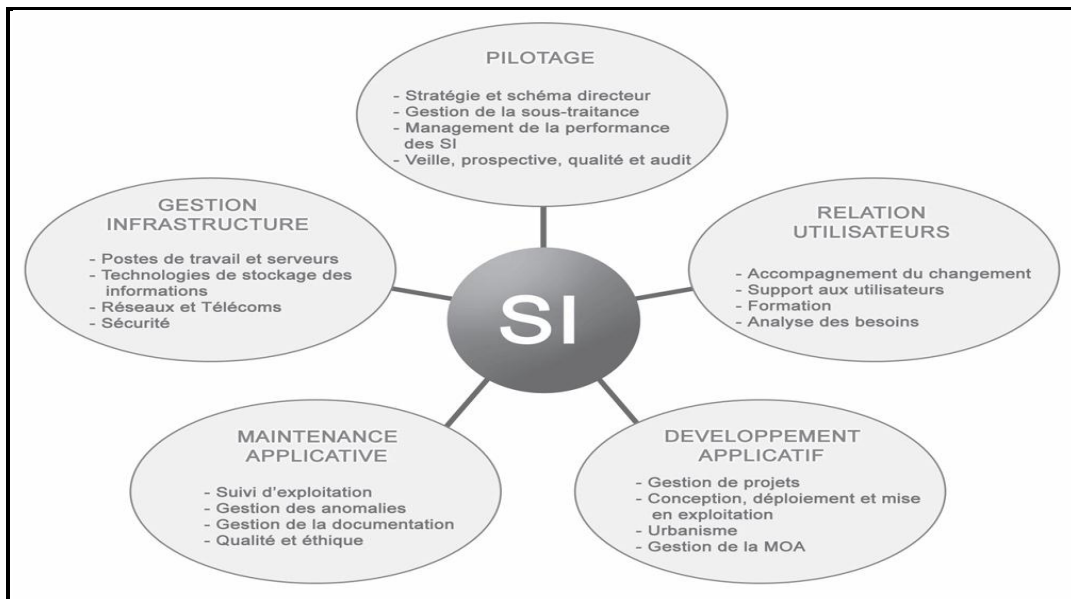 PILOTAGE
- Stratégie et schéma directeur
- Gestion de la sous-traitance
- Management de la performance
des SI
- Veille, prospective, qualité et audit
GESTION
INFRASTRUCTURE
- Postes de travail et serveurs
- Technologies de stockage des
informations
- Réseaux et Télécoms
- Sécurité
RELATION
UTILISATEURS
- Accompagnement du changement
- Support aux utilisateurs
- Formation
- Analyse des besoins
SI
MAINTENANCE
APPLICATIVE
- Suivi d'exploitation
- Gestion des anomalies
- Gestion de la documentation
- Qualité et éthique
DEVELOPPEMENT
APPLICATIF
- Gestion de projets
- Conception, déploiement et mise
en exploitation
- Urbanisme
- Gestion de la MOA